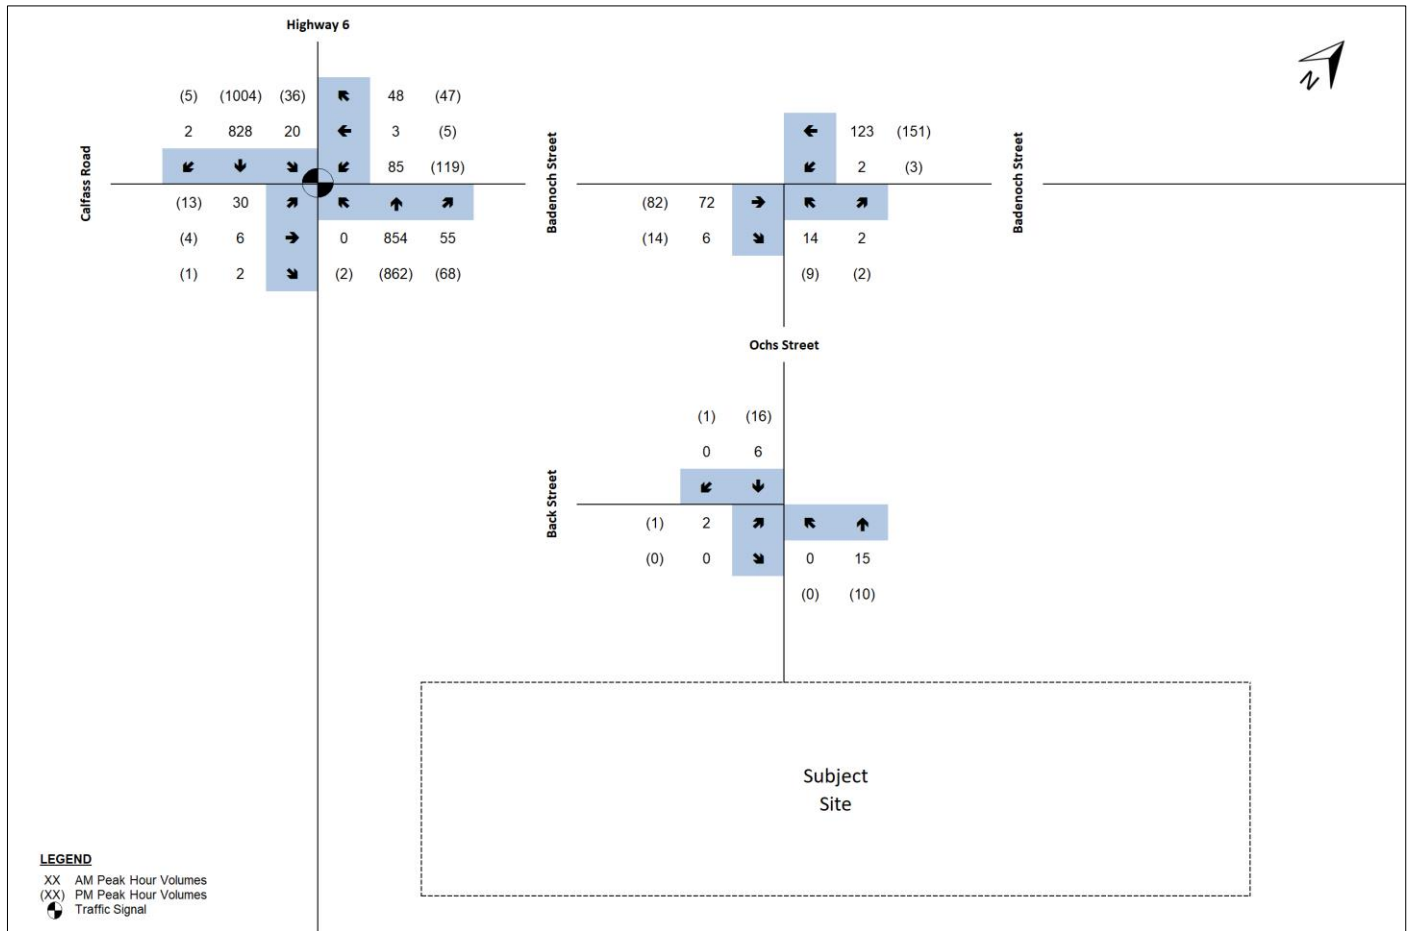 Highway 6
(5) (1004) (36) 48 (47)
2 828 20 3 (5)
85 (119)
Calfass Road
(13) 30
(4) 6 0 854 55
(1) 2 (2) (862) (68)
Badenoch Street
123 (151)
2 (3)
(82) 72
(14) 6 14 2
(9) (2)
Badenoch Street
Ochs Street
(1) (16)
0 6
Back Street
(1) 2
(0) 0 0 15
(0) (10)
Subject
Site
N
LEGEND
XX AM Peak Hour Volumes
(XX) PM Peak Hour Volumes
Traffic Signal